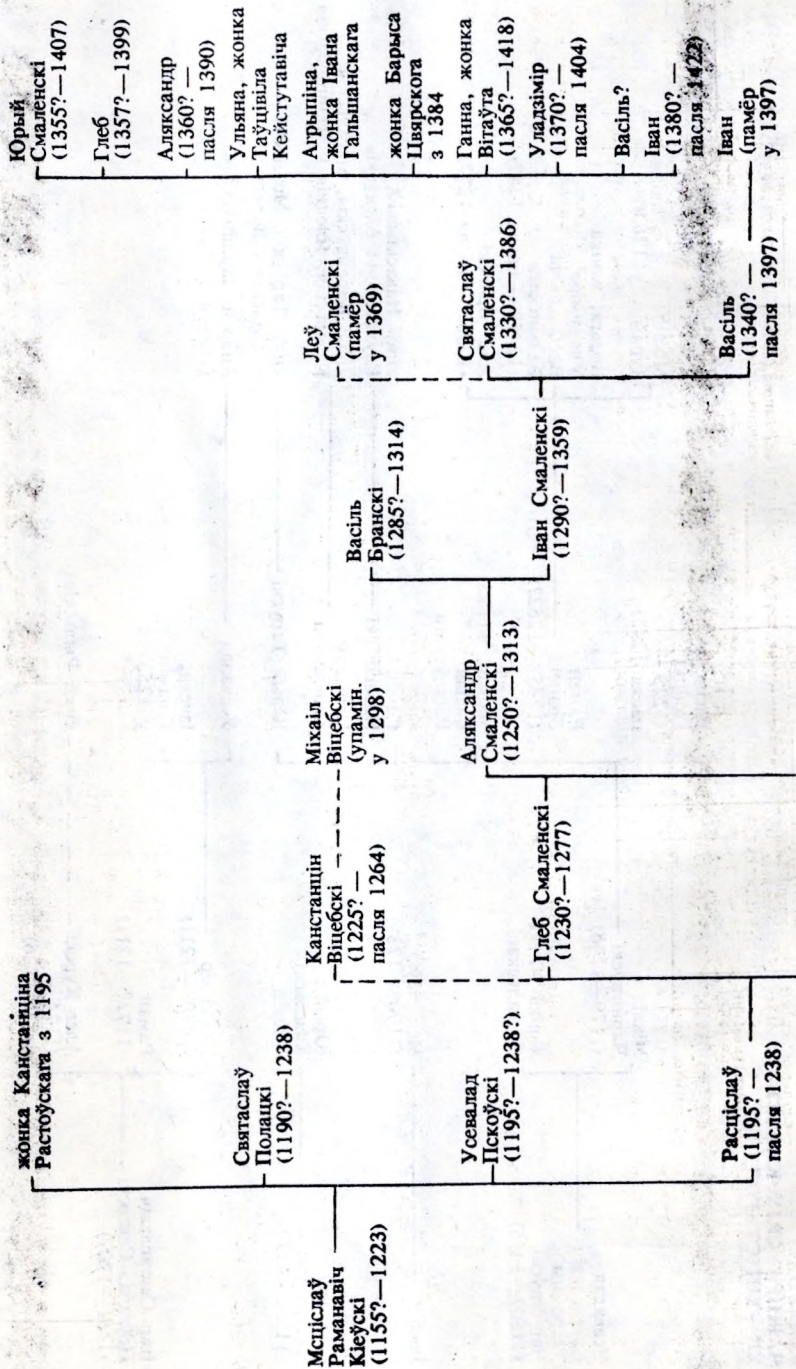 жонка Канстанціна
Растоўскага з 1195
Мсціслаў
Раманавіч
Кіеўскі
(1155?—1223)
Святаслаў
Полацкі
(1190?—1238)
Усевалад
Пскоўскі
(1195?—1238?)
Расціслаў
(1195? —
пасля 1238)
Канстанцін
Віцебскі
(1225? —
пасля 1264)
Глеб Смаленскі
(1230?—1277)
Міхаіл
Віцебскі
(упамін.
у 1298)
Аляксандр
Смаленскі
(1250?—1313)
Васіль
Бранскі
(1285?—1314)
Іван Смаленскі
(1290?—1359)
Леў
Смаленскі
(памёр
у 1369)
Святаслаў
Смаленскі
(1330?—1386)
Васіль
(1340? —
пасля 1397)
Юрый
Смаленскі
(1355?—1407)
Глеб
(1357?—1399)
Аляксандр
(1360? —
пасля 1390)
Ульяна, жонка
Таўцівіла
Кейстутавіча
Агрыпіна,
жонка Івана
Гальшанскага
жонка Барыса
Цвярскога
з 1384
Ганна, жонка
Вітаўта
(1365?—1418)
Уладзімір
(1370? —
пасля 1404)
Васіль?
Іван
(1380? —
пасля 1422)
Іван
(памёр
у 1397)